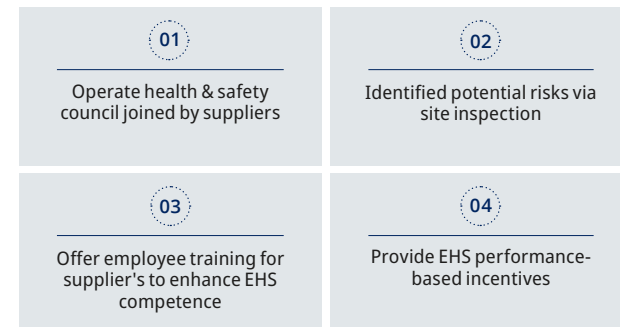 01
Operate health & safety
council joined by suppliers
02
Identified potential risks via
site inspection
03
Offer employee training for
supplier's to enhance EHS
competence
04
Provide EHS performance-
based incentives